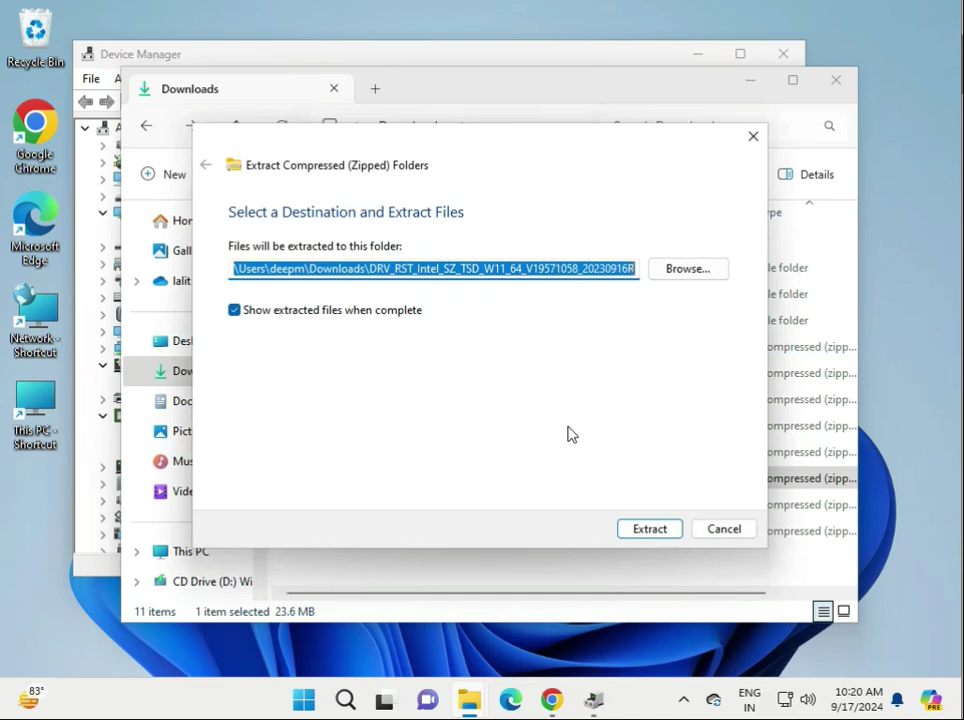 Recycle Bin
Google
Chrome
Microsoft
Edge
Network -
Shortcut
This PC -
Shortcut
Device Manager
File
Downloads
New
Details
Extract Compressed (Zipped) Folders
Select a Destination and Extract Files
Files will be extracted to this folder:
\Users\deepm\Downloads\DRV_RST_Intel_SZ_TSD_W11_64_V19571058_20230916R
Browse...
Show extracted files when complete
Extract
Cancel
Hor
Gall
lalit
Desl
Dow
Doc
Pict
Mus
Vide
This PC
CD Drive (D:) Wi
ype
le folder
le folder
le folder
ompressed (zipp...
ompressed (zipp...
ompressed (zipp...
ompressed (zipp...
ompressed (zipp...
ompressed (zipp...
ompressed (zipp...
ompressed (zipp...
11 items
1 item selected 23.6 MB
83°
ENG
IN
10:20 AM
9/17/2024
PRE